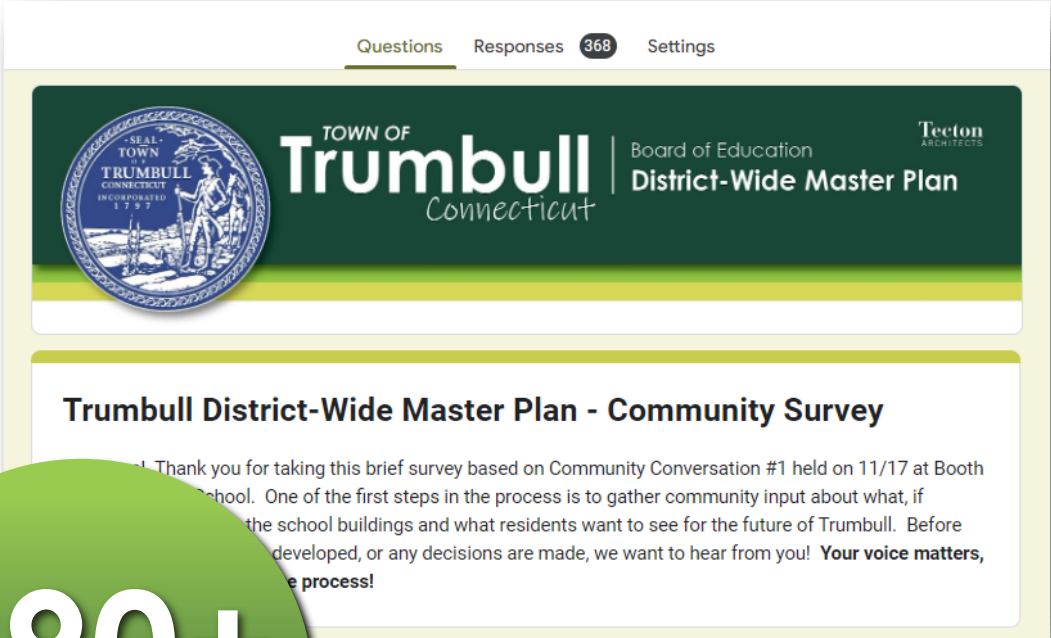 Questions Responses 368 Settings
·SEAL·
TOWN
OF
TRUMBULL
CONNECTICUT
INCORPORATED
1797
TOWN OF
Trumbull
Connecticut
Board of Education
District-Wide Master Plan
Tecton
ARCHITECTS
Trumbull District-Wide Master Plan - Community Survey
Thank you for taking this brief survey based on Community Conversation #1 held on 11/17 at Booth
School. One of the first steps in the process is to gather community input about what, if
the school buildings and what residents want to see for the future of Trumbull. Before
developed, or any decisions are made, we want to hear from you! Your voice matters,
process!